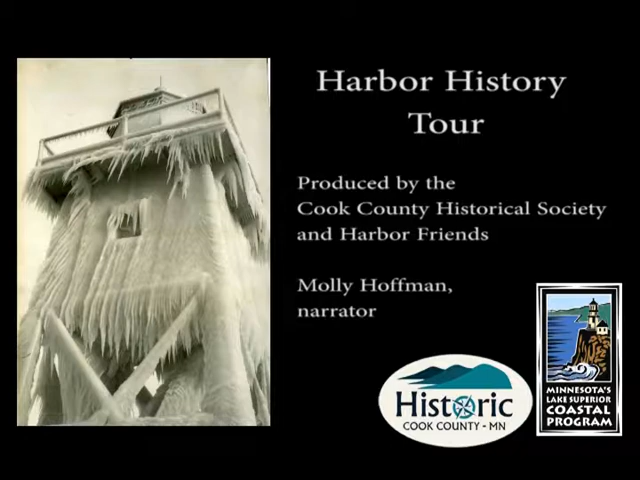 Harbor History
Tour
Produced by the
Cook County Historical Society
and Harbor Friends
Molly Hoffman,
narrator
Historic
COOK COUNTY - MN
MINNESOTA'S
LAKE SUPERIOR
COASTAL
PROGRAM